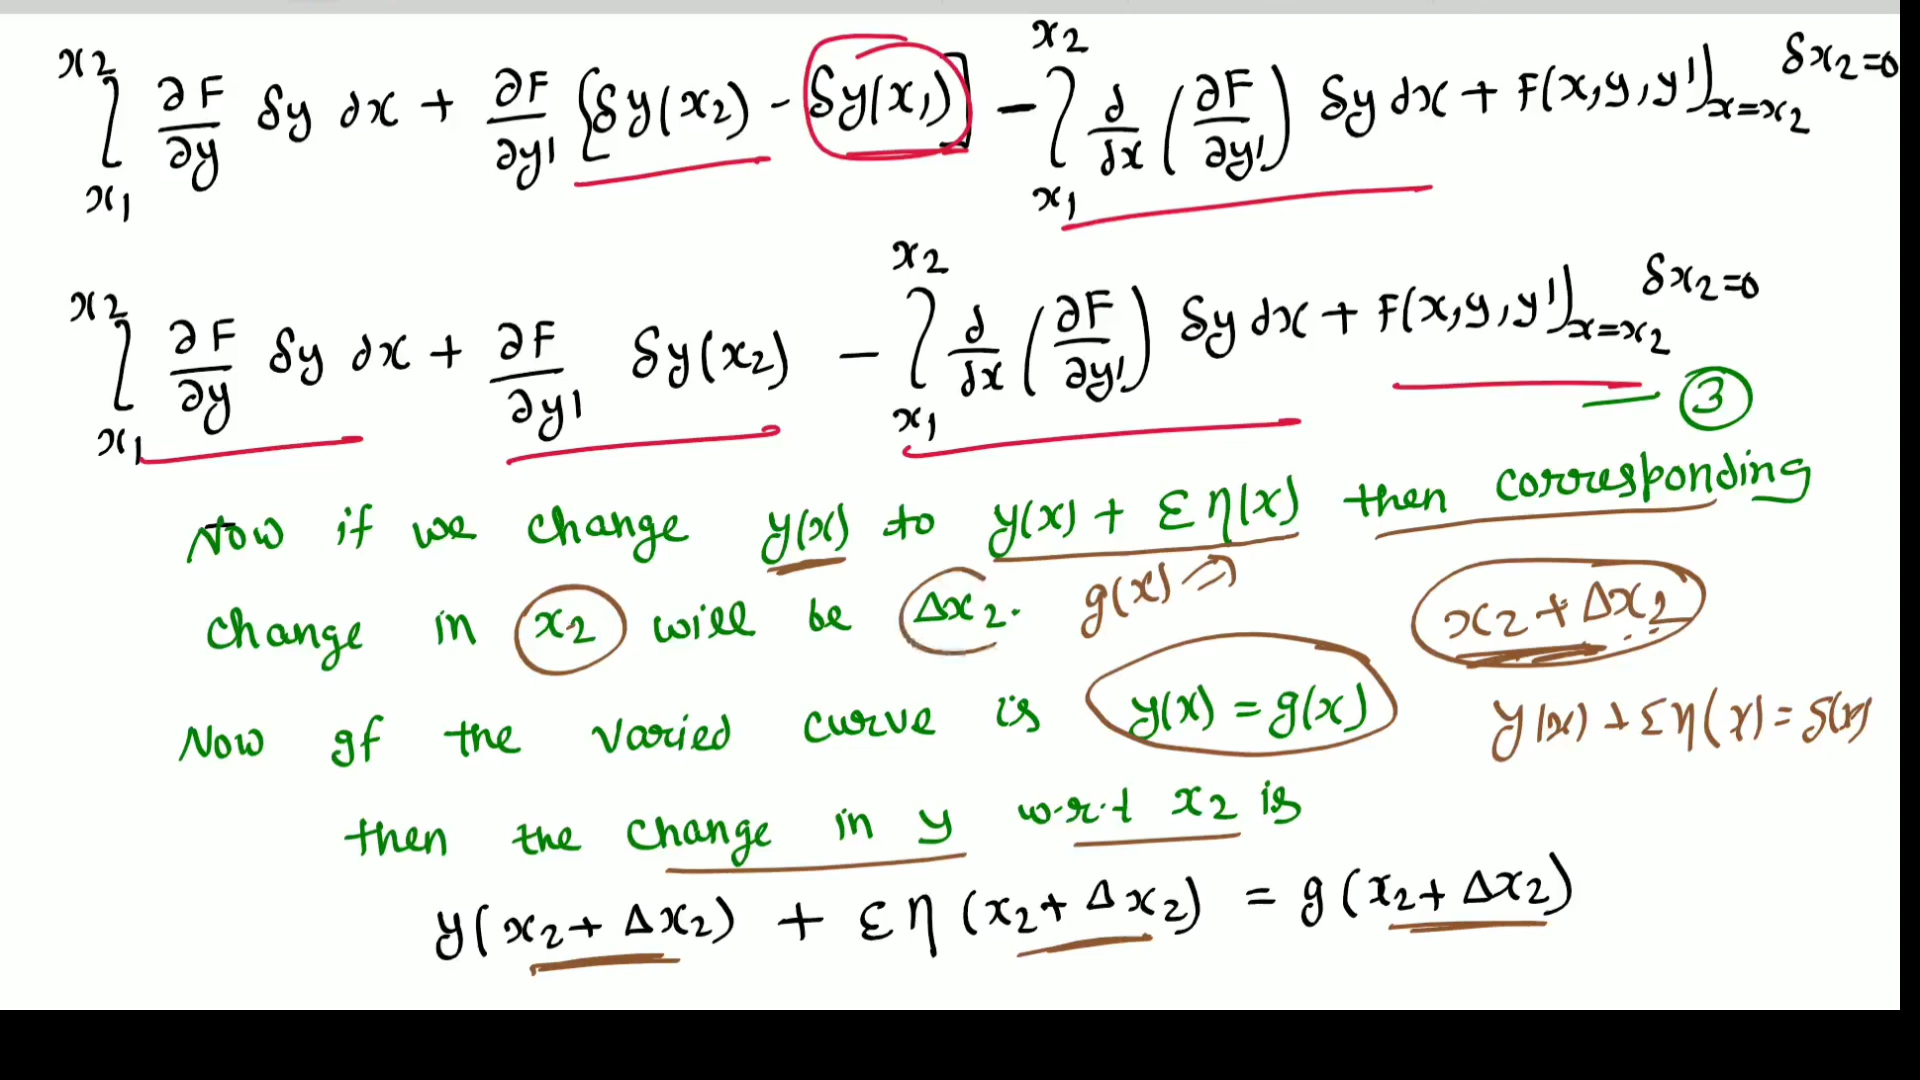 ∫_{x1}^{x2} ∂F/∂y δy dx + ∂F/∂y' [δy(x2) - δy(x1)] - ∫_{x1}^{x2} d/dx (∂F/∂y') δy dx + F(x,y,y')]_{x=x2} δx2=0
∫_{x1}^{x2} ∂F/∂y δy dx + ∂F/∂y' δy(x2) - ∫_{x1}^{x2} d/dx (∂F/∂y') δy dx + F(x,y,y')]_{x=x2} δx2=0
— ③
Now if we change y(x) to y(x) + εη(x) then corresponding
change in x2 will be Δx2. g(x) ⇒ x2 + Δx2
Now if the varied curve is y(x) = g(x) y(x) + εη(x) = g(x)
then the change in y w.r.t x2 is
y(x2 + Δx2) + εη (x2 + Δx2) = g(x2 + Δx2)